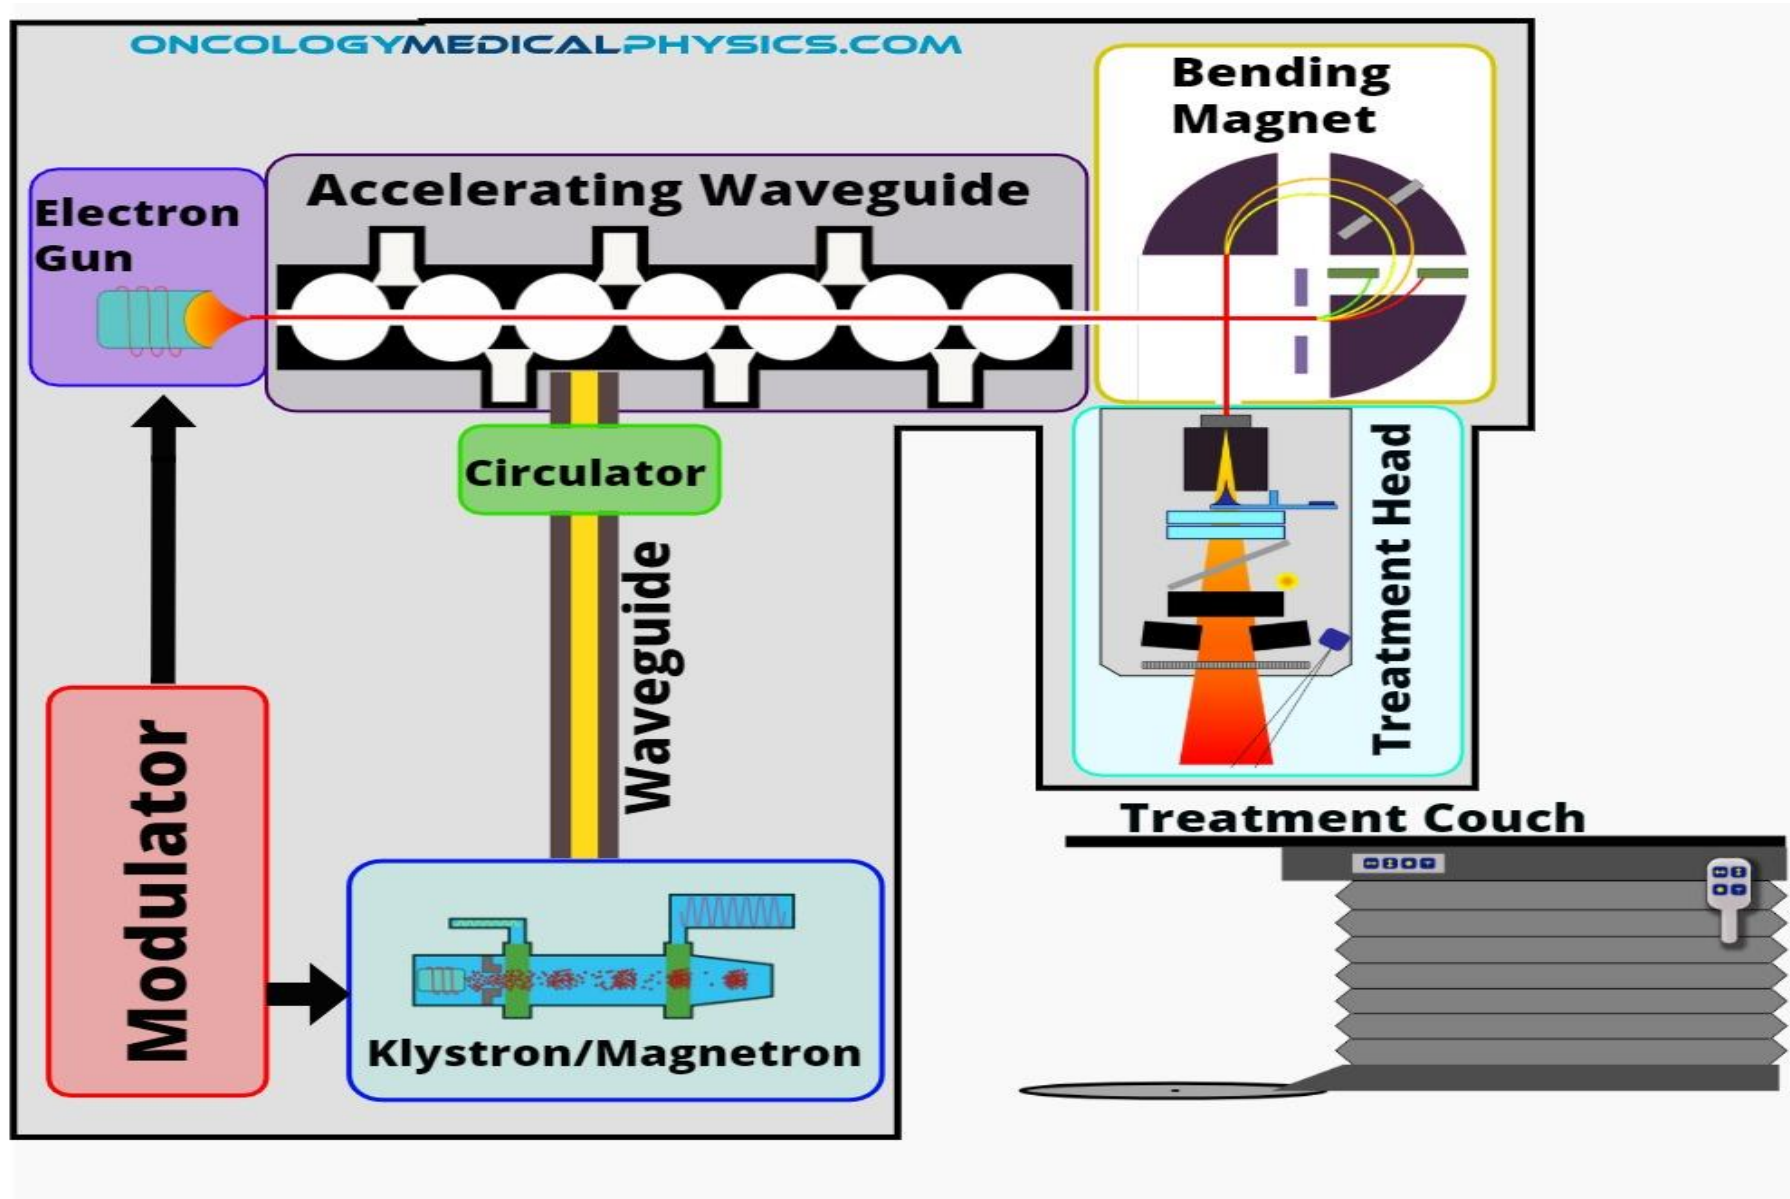 ONCOLOGYMEDICALPHYSICS.COM
Bending
Magnet
Accelerating Waveguide
Electron
Gun
Circulator
Waveguide
Treatment Head
Modulator
Klystron/Magnetron
Treatment Couch